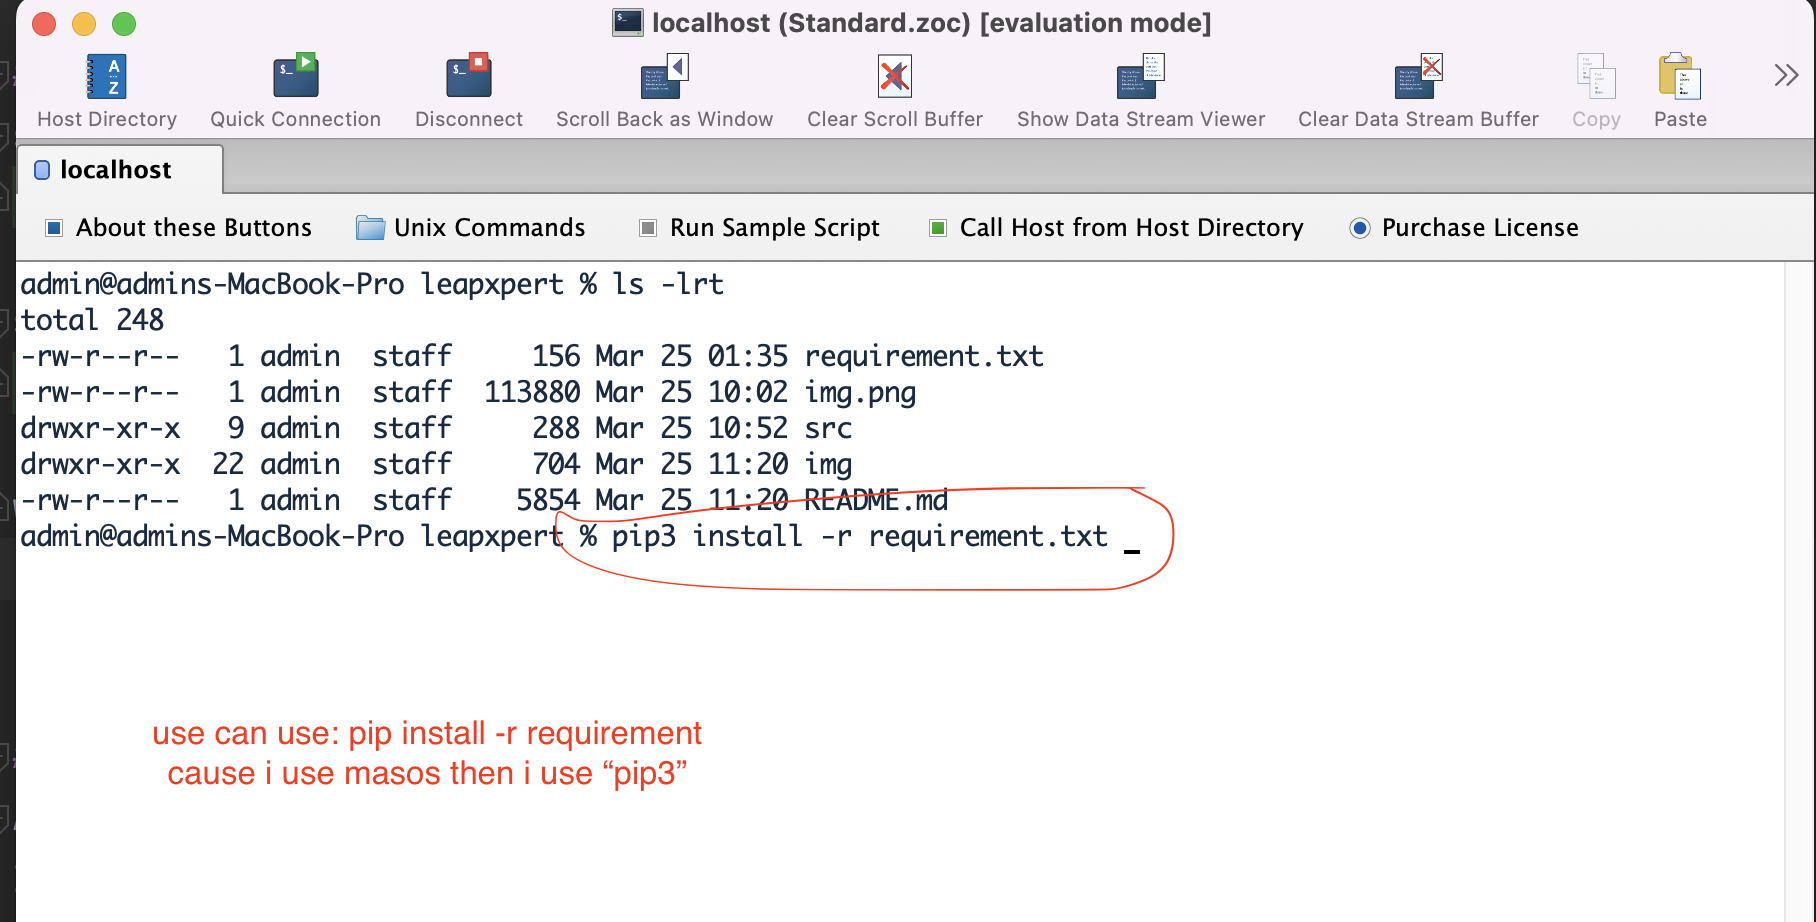 localhost (Standard.zoc) [evaluation mode]
Host Directory Quick Connection Disconnect Scroll Back as Window Clear Scroll Buffer Show Data Stream Viewer Clear Data Stream Buffer Copy Paste
localhost
About these Buttons Unix Commands Run Sample Script Call Host from Host Directory Purchase License
admin@admins-MacBook-Pro leapxpert % ls -lrt
total 248
-rw-r--r--   1 admin  staff     156 Mar 25 01:35 requirement.txt
-rw-r--r--   1 admin  staff  113880 Mar 25 10:02 img.png
drwxr-xr-x   9 admin  staff     288 Mar 25 10:52 src
drwxr-xr-x  22 admin  staff     704 Mar 25 11:20 img
-rw-r--r--   1 admin  staff    5854 Mar 25 11:20 README.md
admin@admins-MacBook-Pro leapxpert % pip3 install -r requirement.txt _
use can use: pip install -r requirement
cause i use masos then i use “pip3”